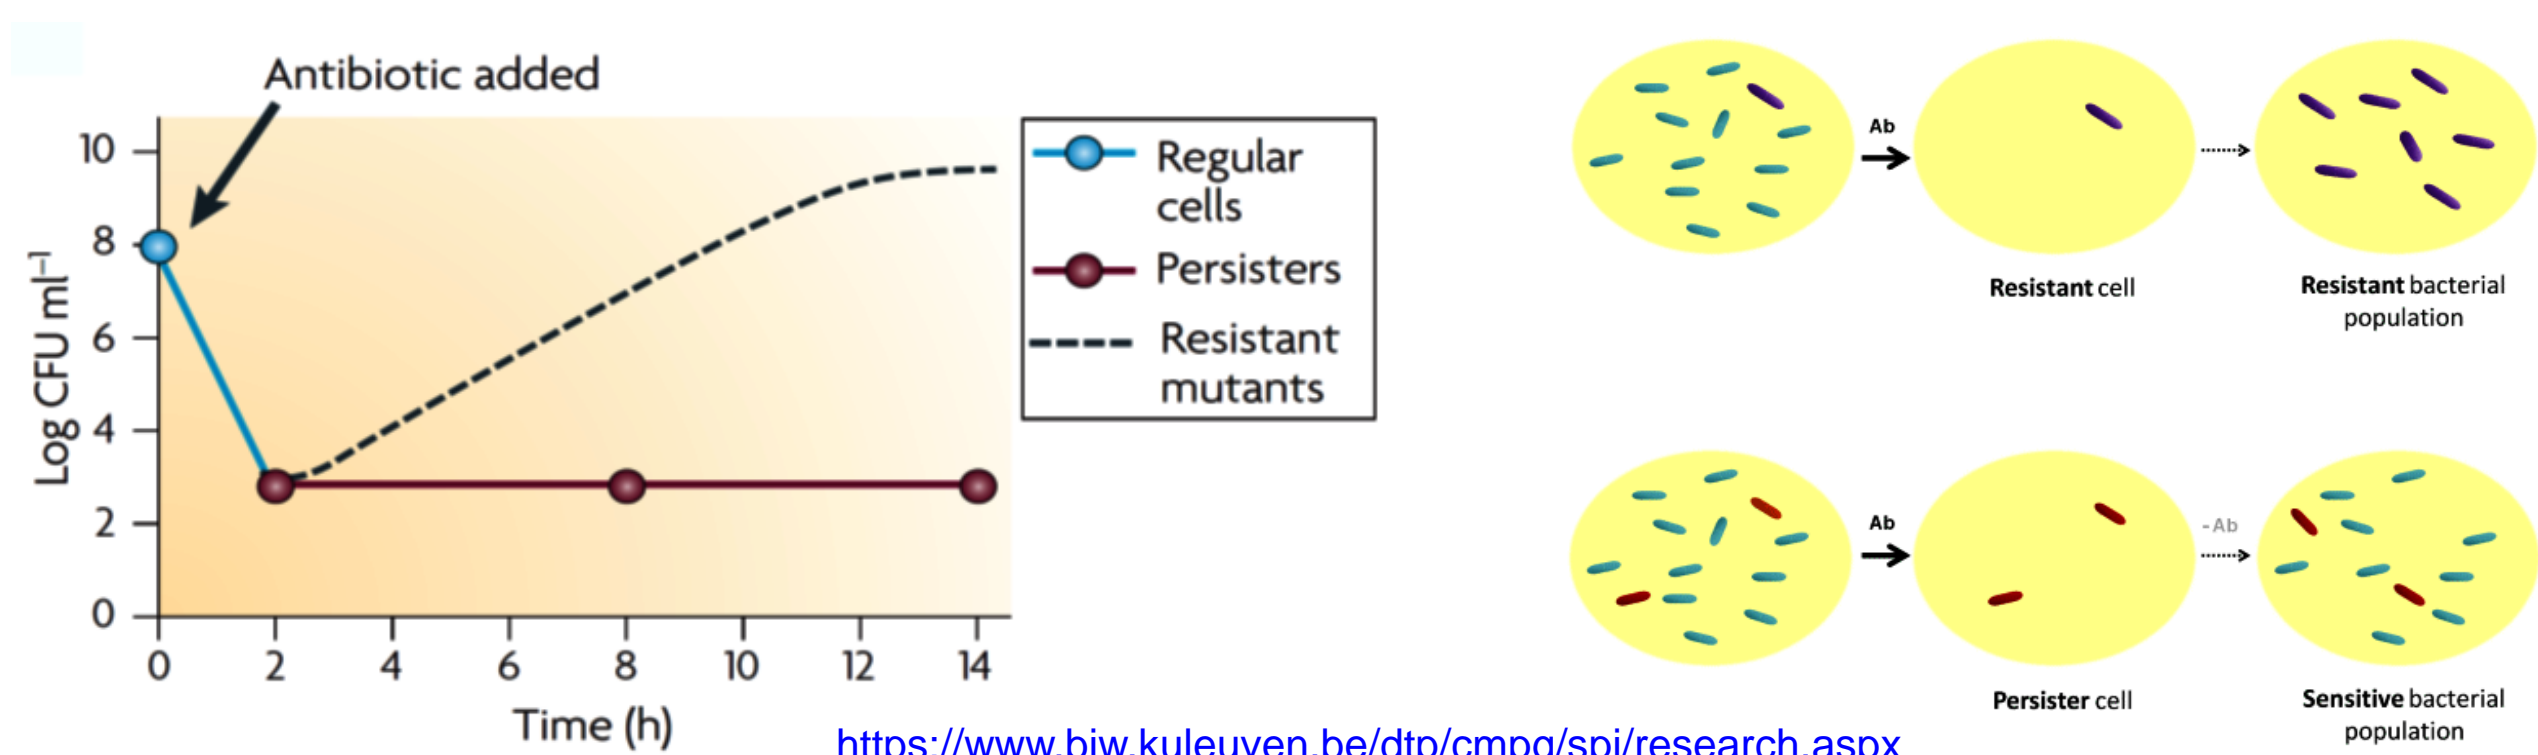 Antibiotic added
10
8
6
4
2
0
Log CFU ml⁻¹
0 2 4 6 8 10 12 14
Time (h)
Regular
cells
Persisters
Resistant
mutants
Ab
Resistant cell
Resistant bacterial
population
Ab
-Ab
Persister cell
Sensitive bacterial
population
https://www.biw.kuleuven.be/dtp/cmpg/spi/research.aspx